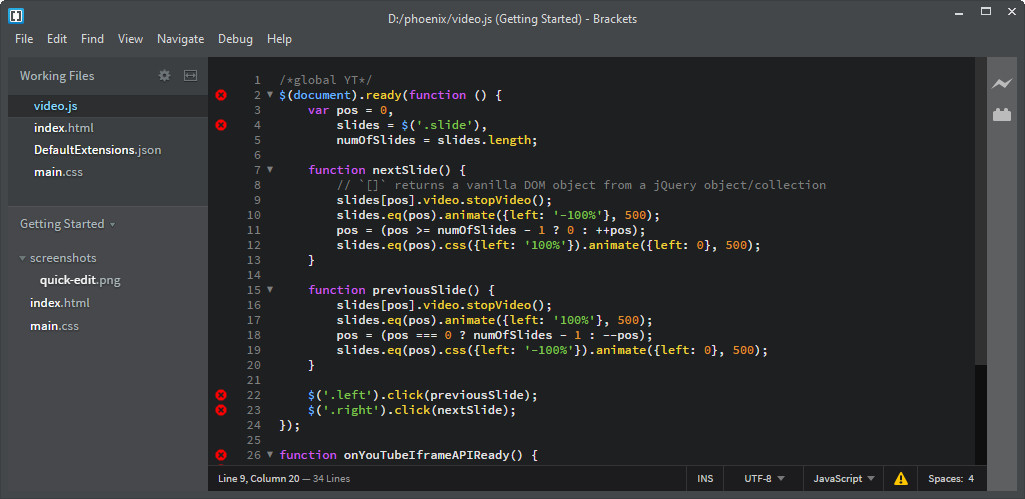 D:/phoenix/video.js (Getting Started) - Brackets
File Edit Find View Navigate Debug Help
Working Files
video.js
index.html
DefaultExtensions.json
main.css
Getting Started
screenshots
quick-edit.png
index.html
main.css
1 /*global YT*/
2 $(document).ready(function () {
3     var pos = 0,
4         slides = $('.slide'),
5         numOfSlides = slides.length;
6
7     function nextSlide() {
8         // `[]` returns a vanilla DOM object from a jQuery object/collection
9         slides[pos].video.stopVideo();
10         slides.eq(pos).animate({left: '-100%'}, 500);
11         pos = (pos >= numOfSlides - 1 ? 0 : ++pos);
12         slides.eq(pos).css({left: '100%'}).animate({left: 0}, 500);
13     }
14
15     function previousSlide() {
16         slides[pos].video.stopVideo();
17         slides.eq(pos).animate({left: '100%'}, 500);
18         pos = (pos === 0 ? numOfSlides - 1 : --pos);
19         slides.eq(pos).css({left: '-100%'}).animate({left: 0}, 500);
20     }
21
22     $('.left').click(previousSlide);
23     $('.right').click(nextSlide);
24 });
25
26 function onYouTubeIframeAPIReady() {
Line 9, Column 20 — 34 Lines INS UTF-8 JavaScript Spaces: 4